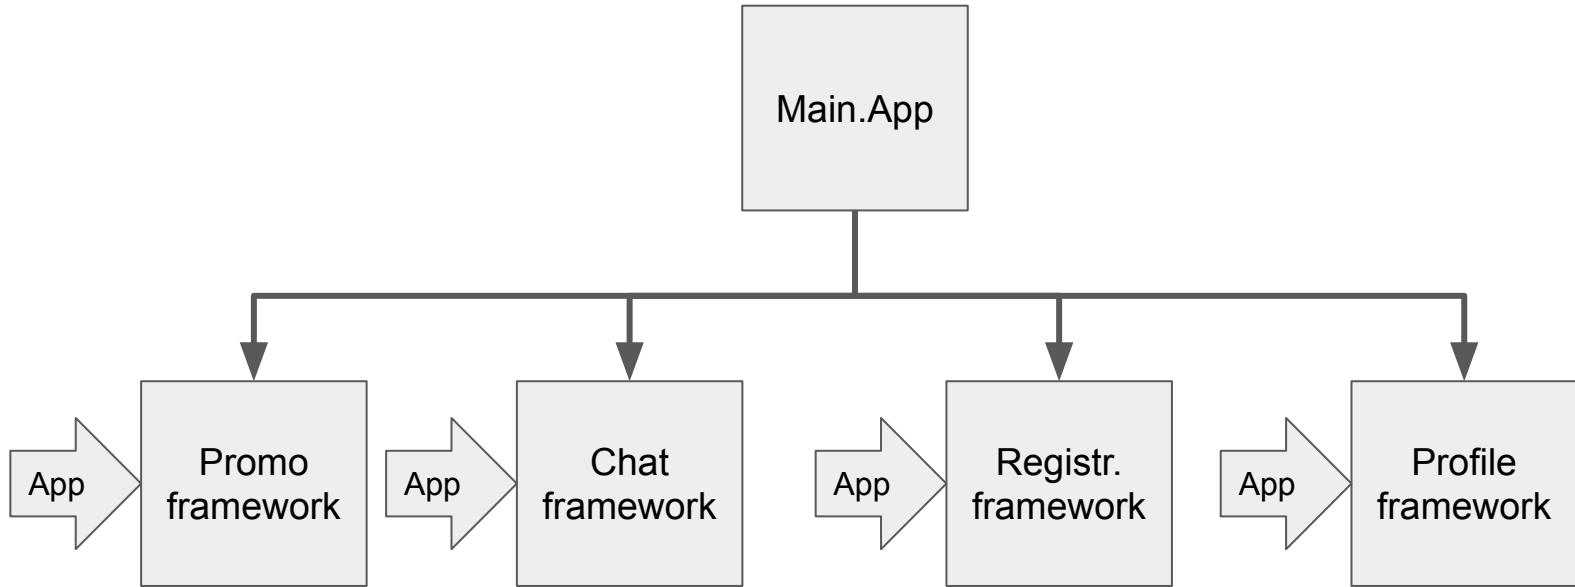 Main.App
App
Promo
framework
App
Chat
framework
App
Registr.
framework
App
Profile
framework